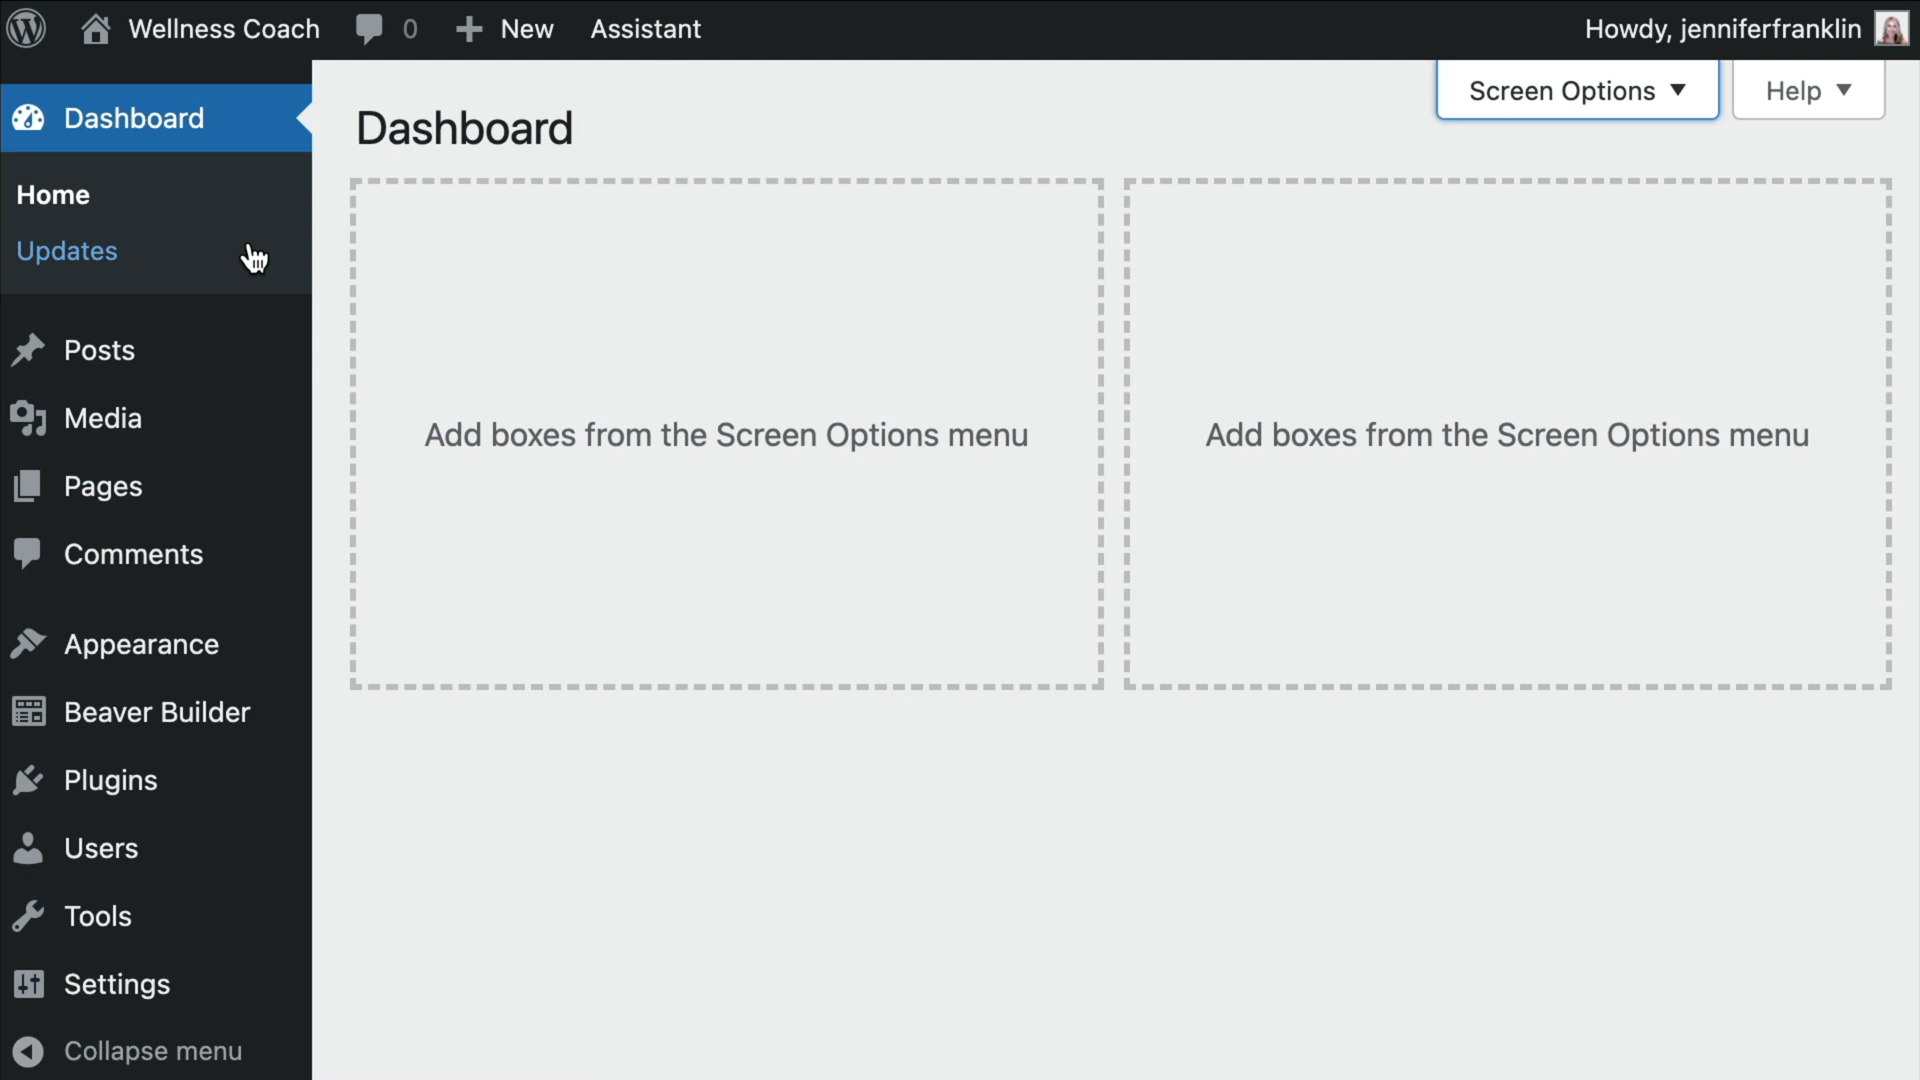 Wellness Coach 0 New Assistant Howdy, jenniferfranklin
Screen Options Help
Dashboard
Dashboard
Home
Updates
Posts
Media
Pages
Comments
Appearance
Beaver Builder
Plugins
Users
Tools
Settings
Collapse menu
Add boxes from the Screen Options menu
Add boxes from the Screen Options menu